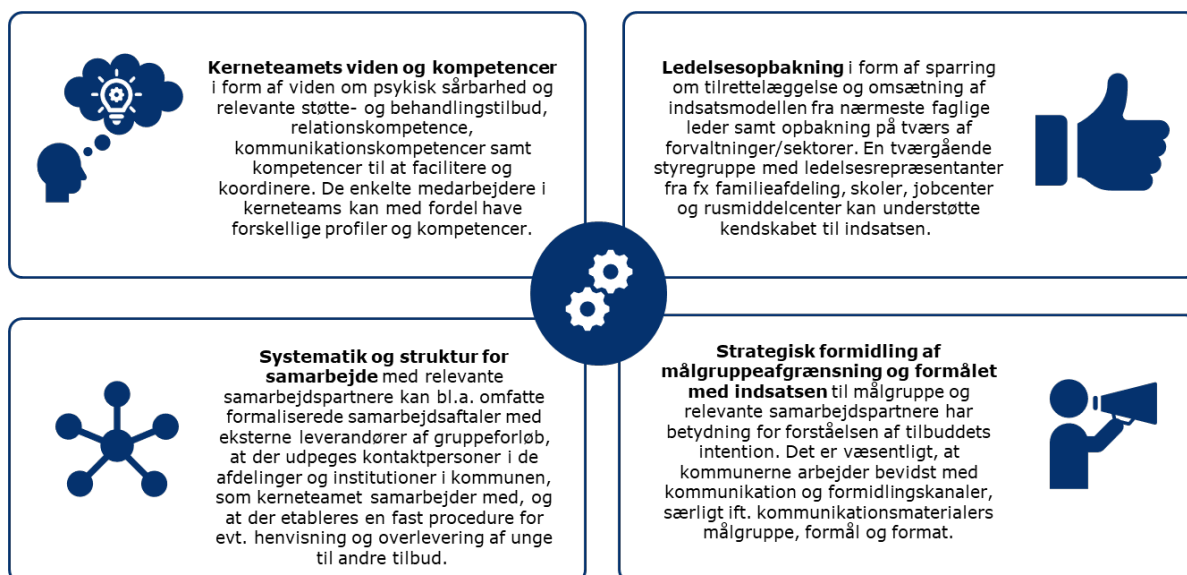 Kerneteamets viden og kompetencer
i form af viden om psykisk sårbarhed og
relevante støtte- og behandlingstilbud,
relationskompetence,
kommunikationskompetencer samt
kompetencer til at facilitere og
koordinere. De enkelte medarbejdere i
kerneteams kan med fordel have
forskellige profiler og kompetencer.
Ledelsesopbakning i form af sparring
om tilrettelæggelse og omsætning af
indsatsmodellen fra nærmeste faglige
leder samt opbakning på tværs af
forvaltninger/sektorer. En tværgående
styregruppe med ledelsesrepræsentanter
fra fx familieafdeling, skoler, jobcenter
og rusmiddelcenter kan understøtte
kendskabet til indsatsen.
Systematik og struktur for
samarbejde med relevante
samarbejdspartnere kan bl.a. omfatte
formaliserede samarbejdsaftaler med
eksterne leverandører af gruppeforløb,
at der udpeges kontaktpersoner i de
afdelinger og institutioner i kommunen,
som kerneteamet samarbejder med, og
at der etableres en fast procedure for
evt. henvisning og overlevering af unge
til andre tilbud.
Strategisk formidling af
målgruppeafgrænsning og formålet
med indsatsen til målgruppe og
relevante samarbejdspartnere har
betydning for forståelsen af tilbuddets
intention. Det er væsentligt, at
kommunerne arbejder bevidst med
kommunikation og formidlingskanaler,
særligt ift. kommunikationsmaterialers
målgruppe, formål og format.